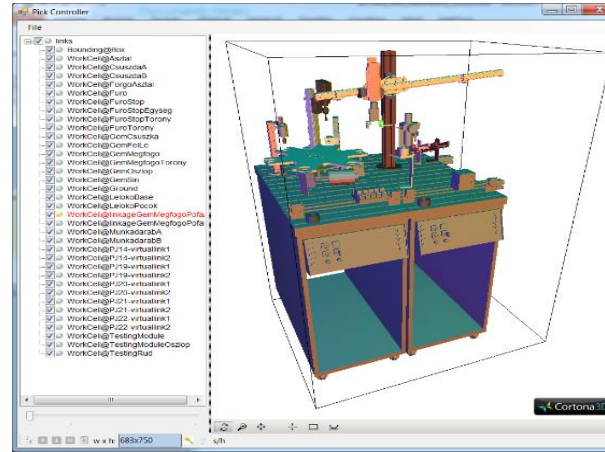 Pick Controller
File
links
Bounding@Box
WorkCell@Asztal
WorkCell@CsuszdaA
WorkCell@CsuszdaB
WorkCell@ForgoAsztal
WorkCell@Furo
WorkCell@FuroStop
WorkCell@FuroStopEgyseg
WorkCell@FuroStopTorony
WorkCell@FuroTorony
WorkCell@GemCsuszka
WorkCell@GemFelLe
WorkCell@GemMegfogo
WorkCell@GemMegfogoTorony
WorkCell@GemOszlop
WorkCell@GemSin
WorkCell@Ground
WorkCell@LelokoBase
WorkCell@LelokoPocok
WorkCell@linkageGemMegfogoPofa
WorkCell@linkageGemMegfogoPofa
WorkCell@MunkadarabA
WorkCell@MunkadarabB
WorkCell@PJ14-virtuallink1
WorkCell@PJ14-virtuallink2
WorkCell@PJ19-virtuallink1
WorkCell@PJ19-virtuallink2
WorkCell@PJ20-virtuallink1
WorkCell@PJ20-virtuallink2
WorkCell@PJ21-virtuallink1
WorkCell@PJ21-virtuallink2
WorkCell@PJ22-virtuallink1
WorkCell@PJ22-virtuallink2
WorkCell@TestingModule
WorkCell@TestingModuleOszlop
WorkCell@TestingRud
Cortona3D
w x h: 683x750
s/h